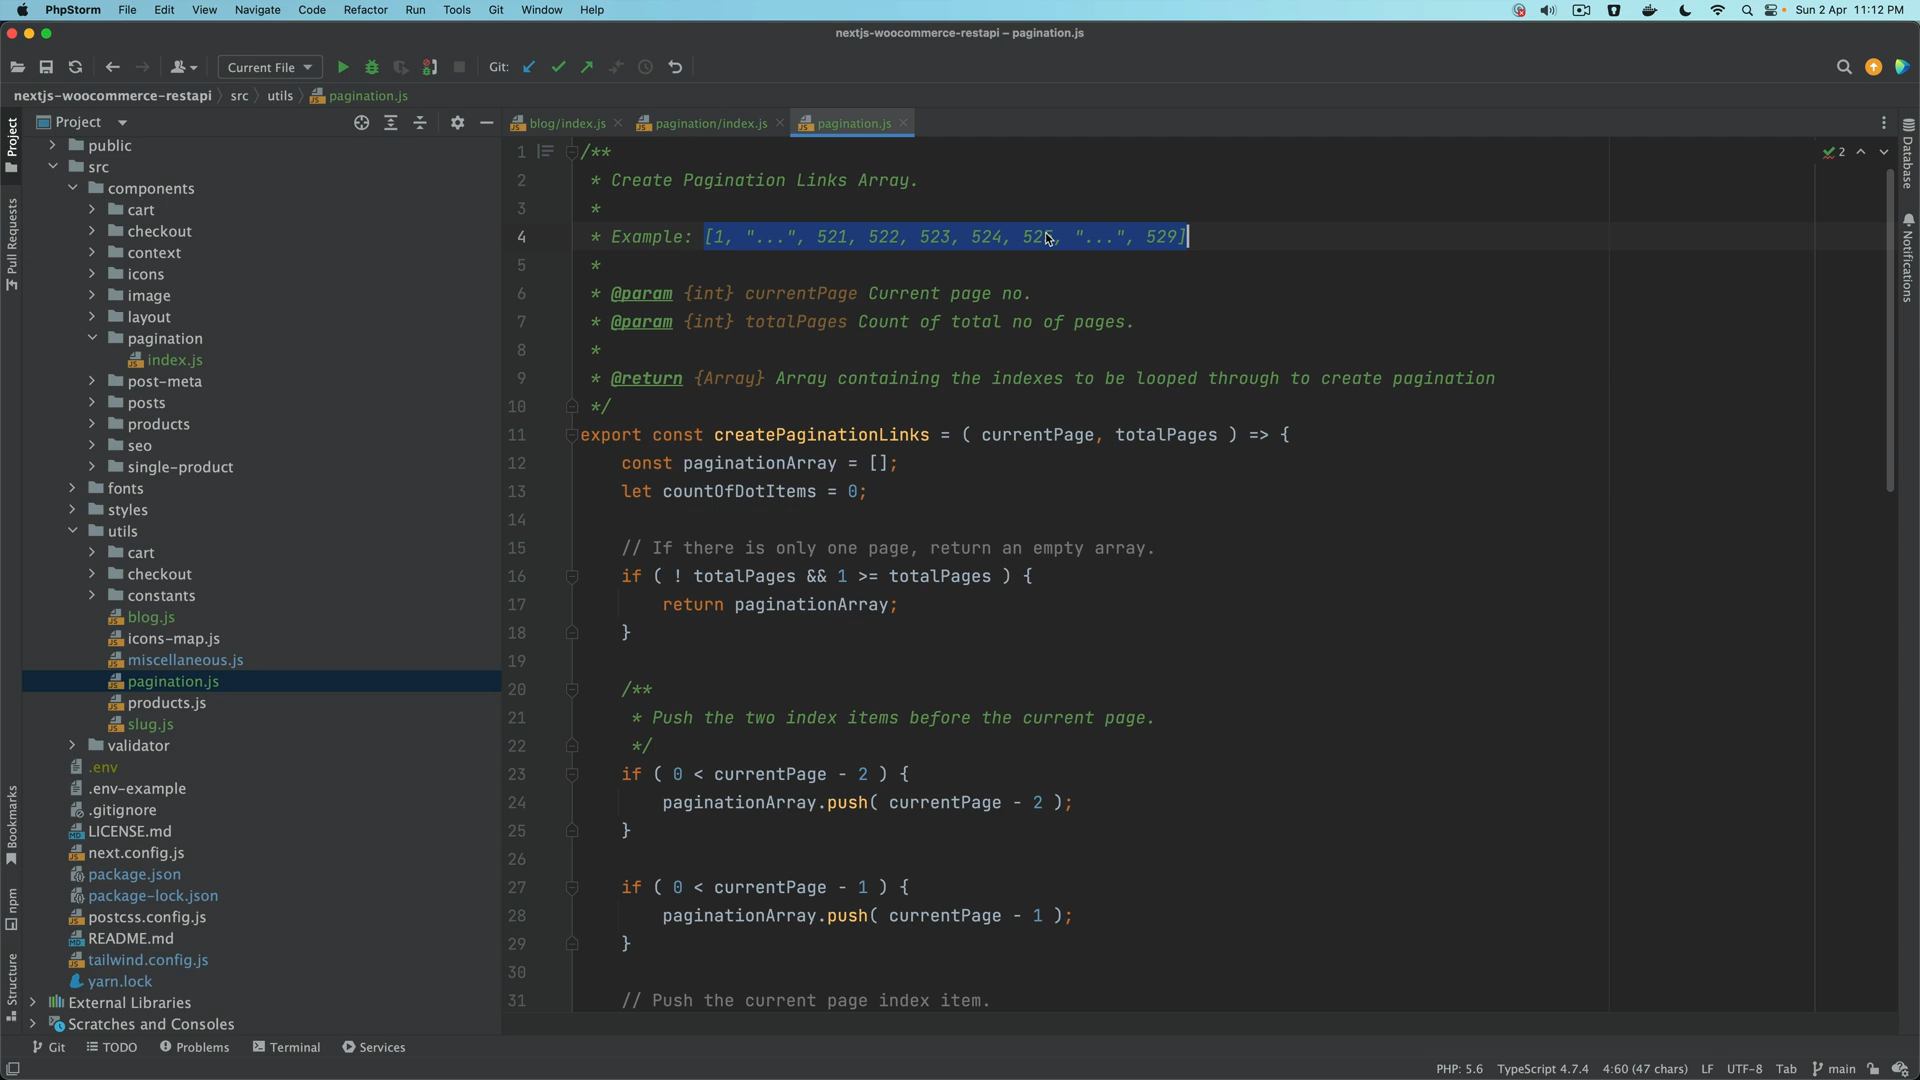 PhpStorm File Edit View Navigate Code Refactor Run Tools Git Window Help Sun 2 Apr 11:12 PM
nextjs-woocommerce-restapi – pagination.js
Current File Git:
nextjs-woocommerce-restapi src utils pagination.js
Project
blog/index.js pagination/index.js pagination.js
public
src
components
cart
checkout
context
icons
image
layout
pagination
index.js
post-meta
posts
products
seo
single-product
fonts
styles
utils
cart
checkout
constants
blog.js
icons-map.js
miscellaneous.js
pagination.js
products.js
slug.js
validator
.env
.env-example
.gitignore
LICENSE.md
next.config.js
package.json
package-lock.json
postcss.config.js
README.md
tailwind.config.js
yarn.lock
External Libraries
Scratches and Consoles
Project
Pull Requests
Bookmarks
npm
Structure
1 /**
2 * Create Pagination Links Array.
3 *
4 * Example: [1, "...", 521, 522, 523, 524, 525, "...", 529]
5 *
6 * @param {int} currentPage Current page no.
7 * @param {int} totalPages Count of total no of pages.
8 *
9 * @return {Array} Array containing the indexes to be looped through to create pagination
10 */
11 export const createPaginationLinks = ( currentPage, totalPages ) => {
12 const paginationArray = [];
13 let countOfDotItems = 0;
14
15 // If there is only one page, return an empty array.
16 if ( ! totalPages && 1 >= totalPages ) {
17 return paginationArray;
18 }
19
20 /**
21 * Push the two index items before the current page.
22 */
23 if ( 0 < currentPage - 2 ) {
24 paginationArray.push( currentPage - 2 );
25 }
26
27 if ( 0 < currentPage - 1 ) {
28 paginationArray.push( currentPage - 1 );
29 }
30
31 // Push the current page index item.
2
Database
Notifications
Git TODO Problems Terminal Services
PHP: 5.6 TypeScript 4.7.4 4:60 (47 chars) LF UTF-8 Tab main